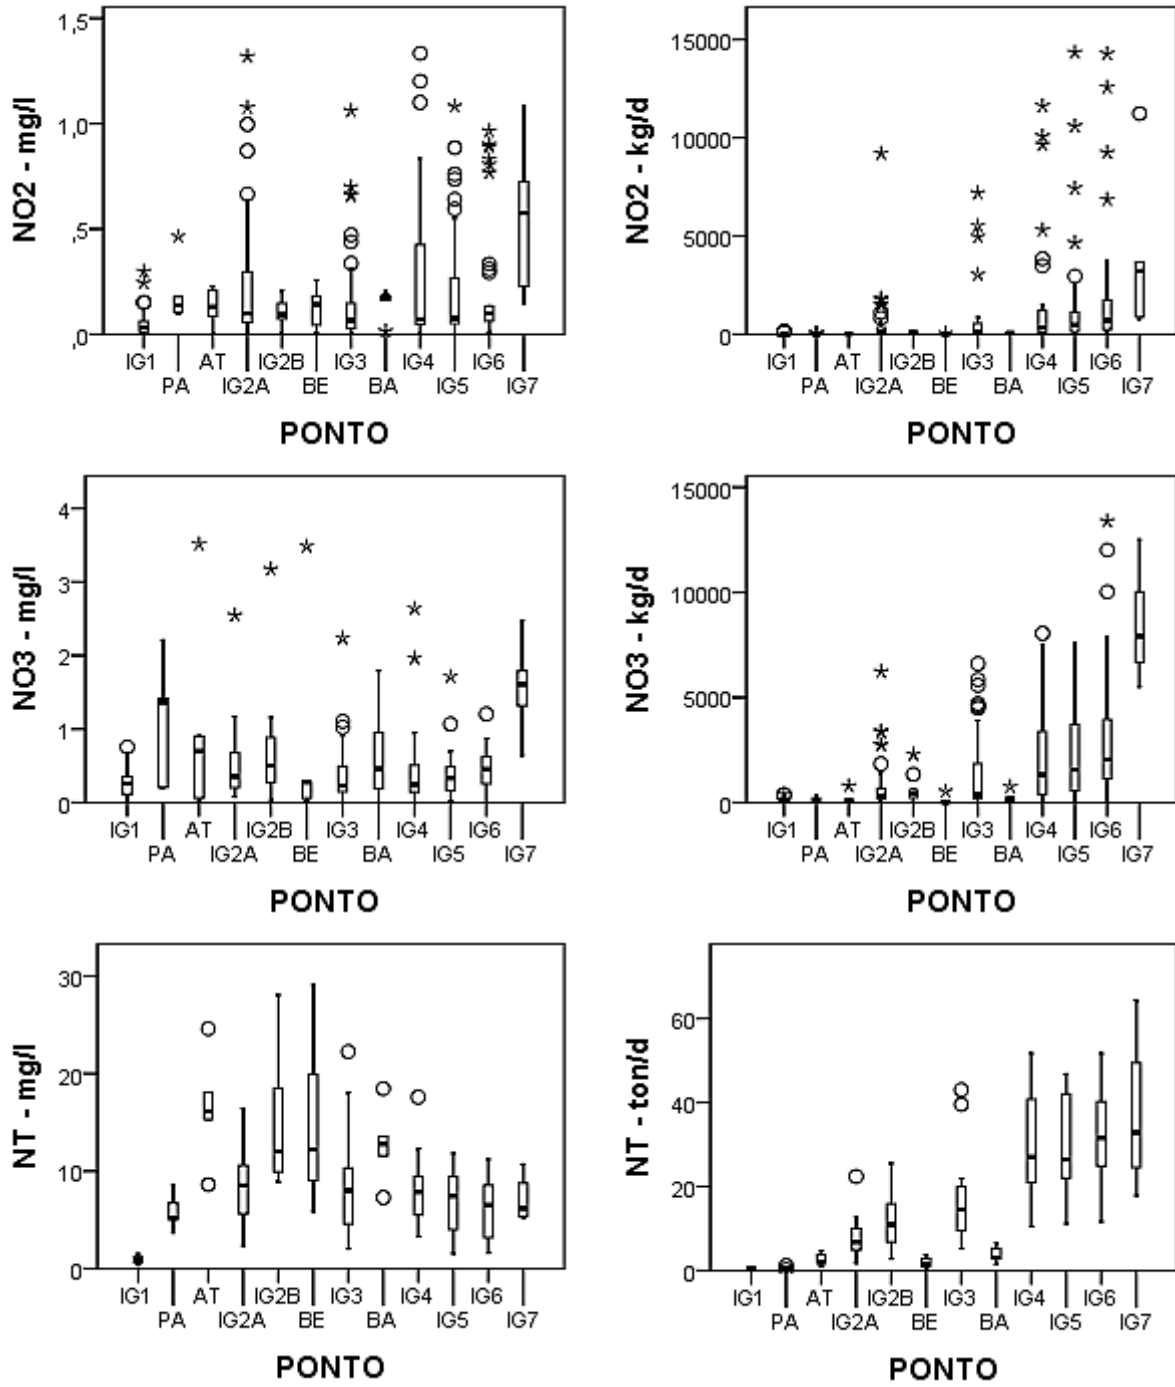 NO2 - mg/l
1,5
1,0
,5
,0
IG1 AT IG2B IG3 IG4 IG6
PA IG2A BE BA IG5 IG7
PONTO
NO2 - kg/d
15000
10000
5000
0
IG1 AT IG2B IG3 IG4 IG6
PA IG2A BE BA IG5 IG7
PONTO
NO3 - mg/l
4
3
2
1
0
IG1 AT IG2B IG3 IG4 IG6
PA IG2A BE BA IG5 IG7
PONTO
NO3 - kg/d
15000
10000
5000
0
IG1 AT IG2B IG3 IG4 IG6
PA IG2A BE BA IG5 IG7
PONTO
NT - mg/l
30
20
10
0
IG1 AT IG2B IG3 IG4 IG6
PA IG2A BE BA IG5 IG7
PONTO
NT - ton/d
60
40
20
0
IG1 AT IG2B IG3 IG4 IG6
PA IG2A BE BA IG5 IG7
PONTO